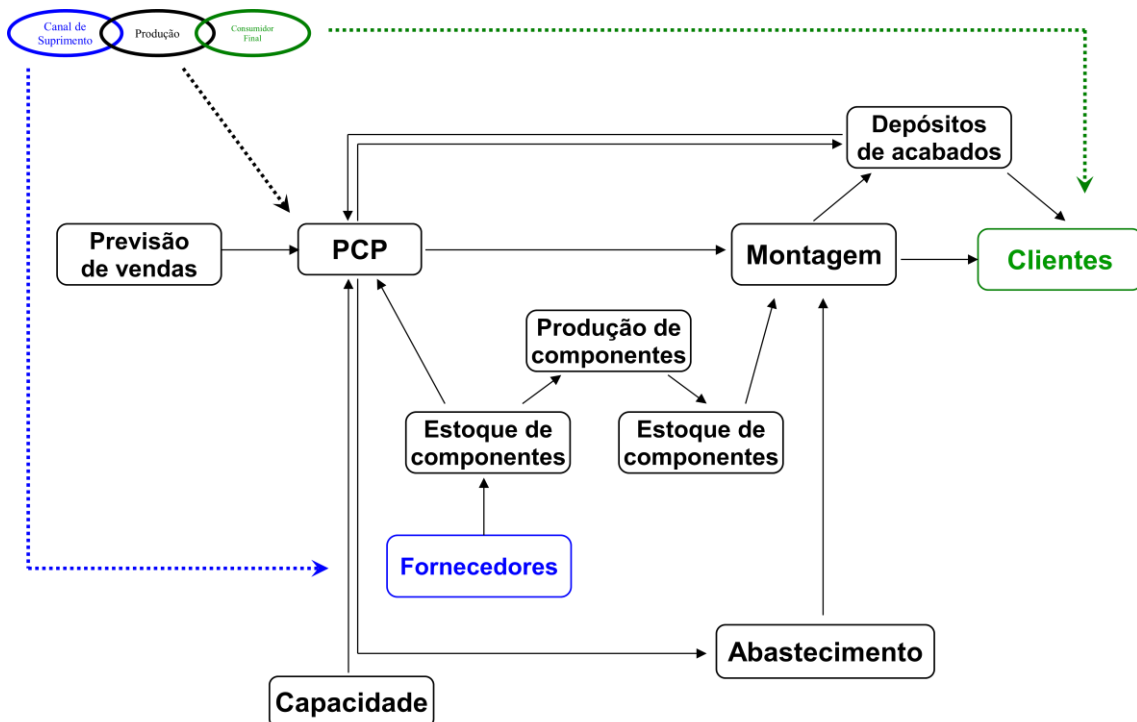 Canal de
Suprimento
Produção
Consumidor
Final
Depósitos
de acabados
Previsão
de vendas
PCP
Montagem
Clientes
Produção de
componentes
Estoque de
componentes
Estoque de
componentes
Fornecedores
Abastecimento
Capacidade